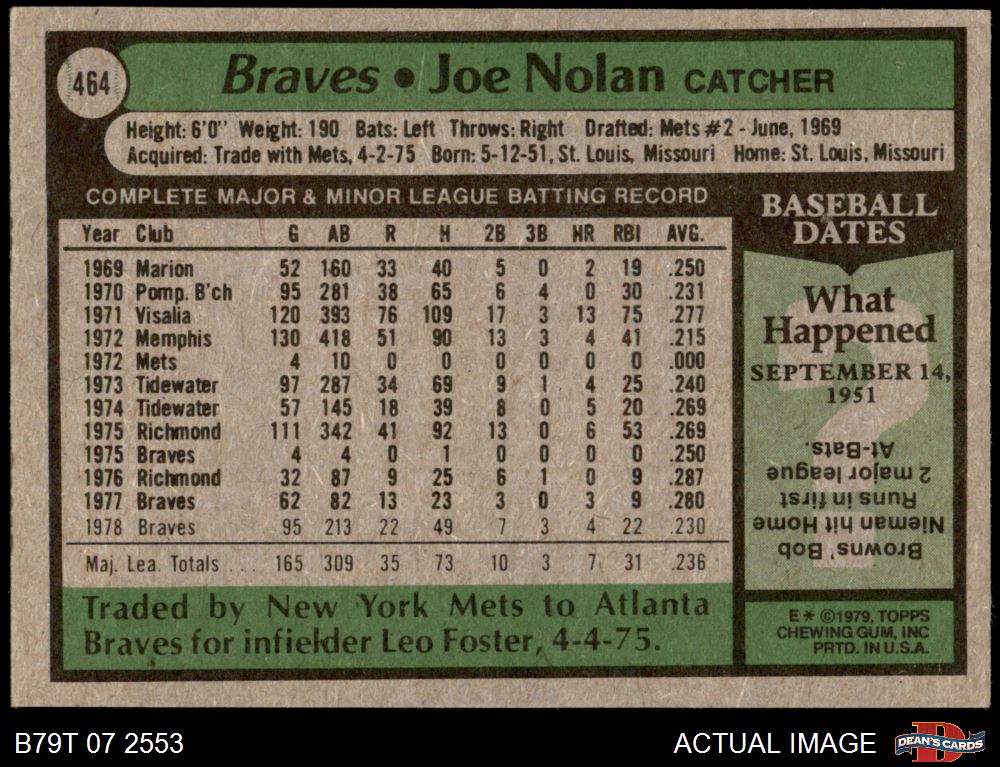 464
Braves • Joe Nolan CATCHER
Height: 6'0" Weight: 190 Bats: Left Throws: Right Drafted: Mets #2 - June, 1969
Acquired: Trade with Mets, 4-2-75 Born: 5-12-51, St. Louis, Missouri Home: St. Louis, Missouri
COMPLETE MAJOR & MINOR LEAGUE BATTING RECORD
Year Club G AB R H 2B 3B HR RBI AVG.
1969 Marion 52 160 33 40 5 0 2 19 .250
1970 Pomp. B'ch 95 281 38 65 6 4 0 30 .231
1971 Visalia 120 393 76 109 17 3 13 75 .277
1972 Memphis 130 418 51 90 13 3 4 41 .215
1972 Mets 4 10 0 0 0 0 0 0 .000
1973 Tidewater 97 287 34 69 9 1 4 25 .240
1974 Tidewater 57 145 18 39 8 0 5 20 .269
1975 Richmond 111 342 41 92 13 0 6 53 .269
1975 Braves 4 4 0 1 0 0 0 0 .250
1976 Richmond 32 87 9 25 6 1 0 9 .287
1977 Braves 62 82 13 23 3 0 3 9 .280
1978 Braves 95 213 22 49 7 3 4 22 .230
Maj. Lea. Totals . . . 165 309 35 73 10 3 7 31 .236
Traded by New York Mets to Atlanta
Braves for infielder Leo Foster, 4-4-75.
BASEBALL
DATES
What
Happened
SEPTEMBER 14,
1951
?
Browns' Bob
Nieman hit Home
Runs in first
2 major league
At-Bats.
E * ©1979, TOPPS
CHEWING GUM, INC
PRTD. IN U.S.A.
B79T 07 2553
ACTUAL IMAGE
D
DEAN'S CARDS